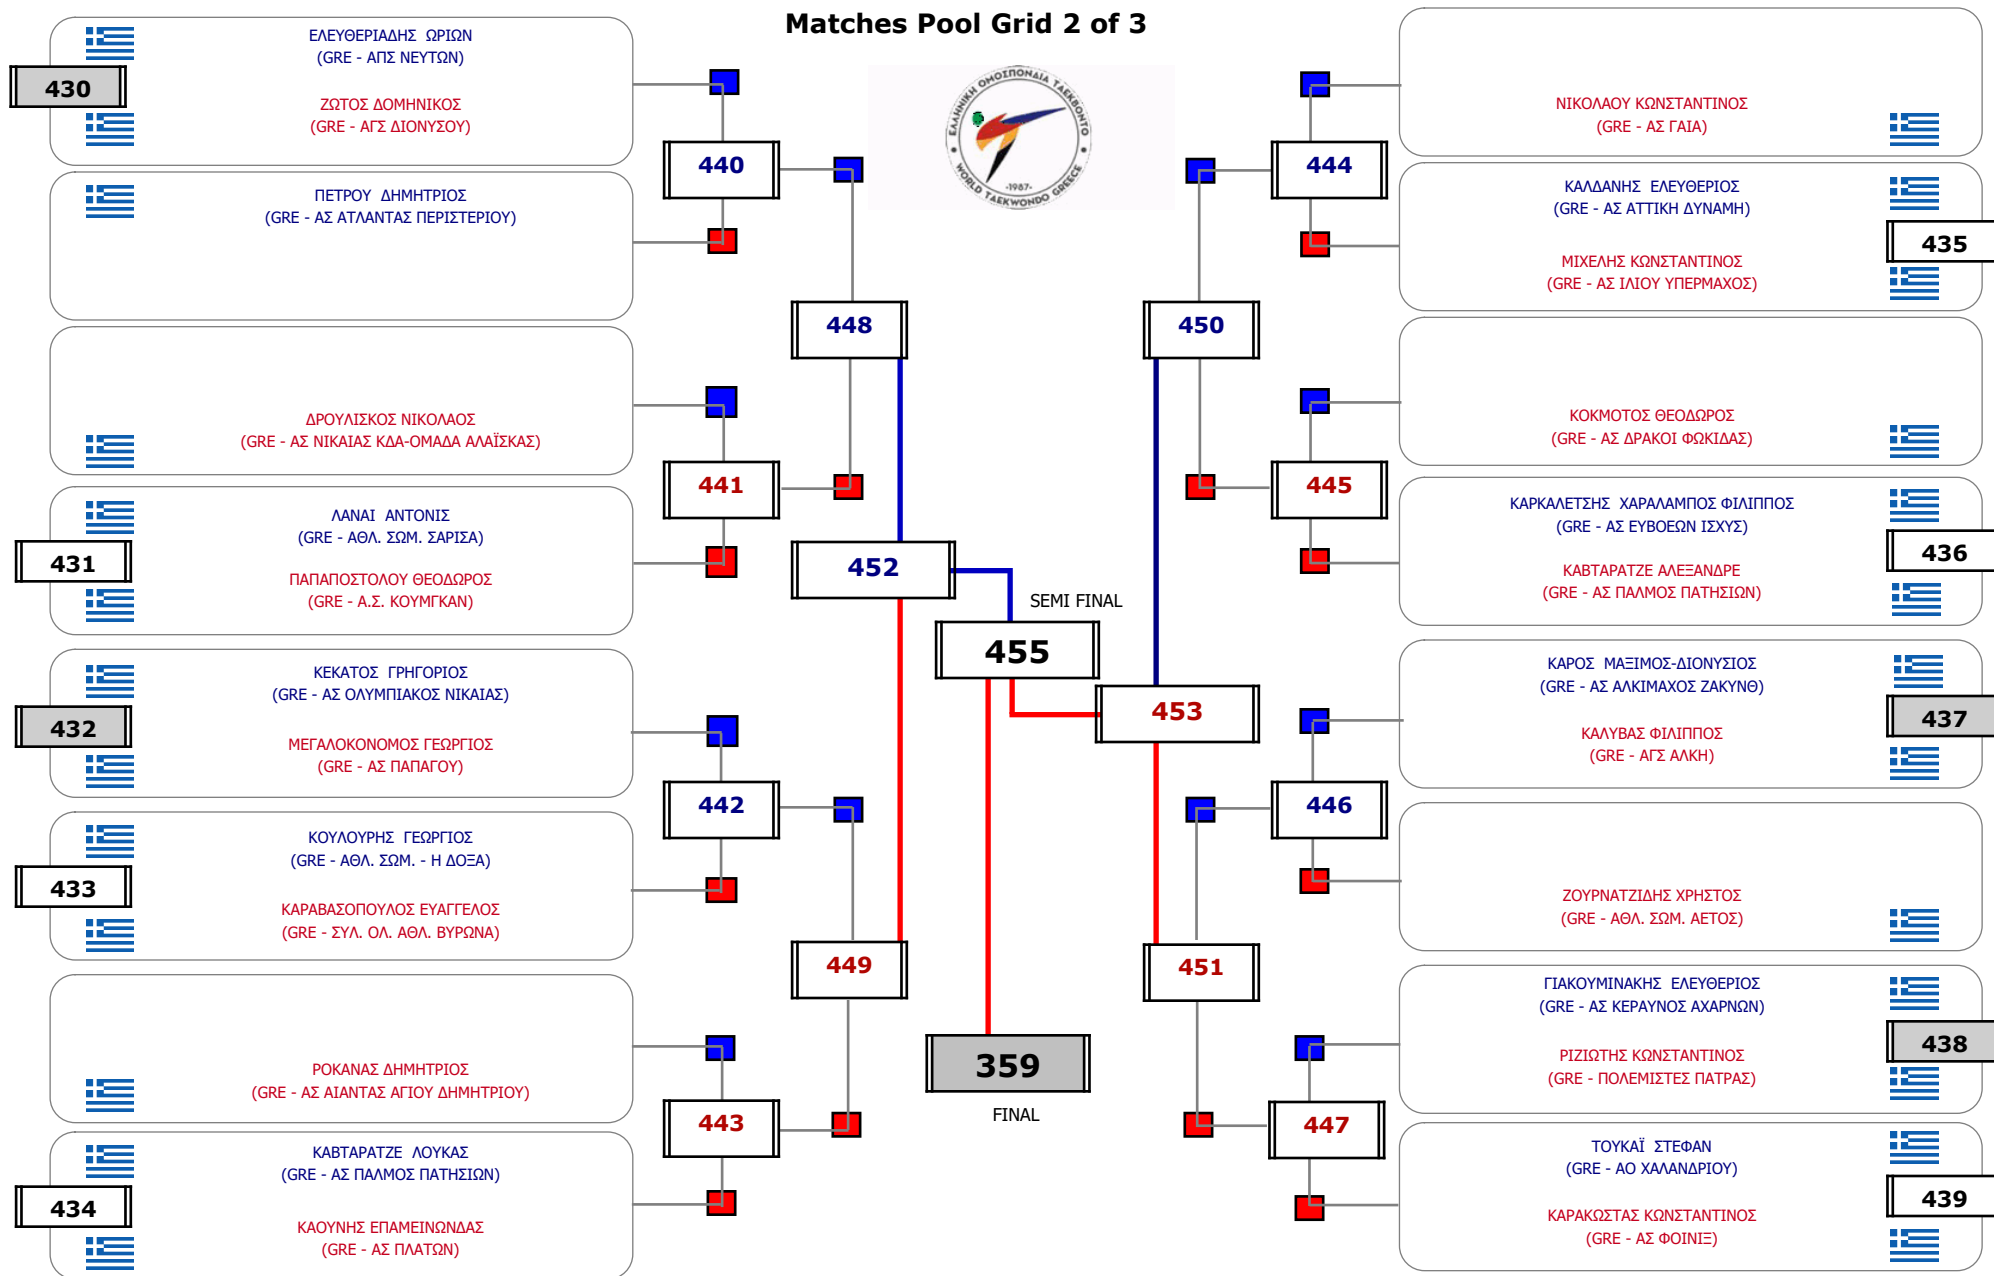 Matches Pool Grid 2 of 3
ΕΛΛΗΝΙΚΗ ΟΜΟΣΠΟΝΔΙΑ ΤΑΕΚΒΟΝΤΟ
WORLD TAEKWONDO GREECE
-1987-
ΕΛΕΥΘΕΡΙΑΔΗΣ ΩΡΙΩΝ
(GRE - ΑΠΣ ΝΕΥΤΩΝ)
430
ΖΩΤΟΣ ΔΟΜΗΝΙΚΟΣ
(GRE - ΑΓΣ ΔΙΟΝΥΣΟΥ)
ΠΕΤΡΟΥ ΔΗΜΗΤΡΙΟΣ
(GRE - ΑΣ ΑΤΛΑΝΤΑΣ ΠΕΡΙΣΤΕΡΙΟΥ)
ΔΡΟΥΛΙΣΚΟΣ ΝΙΚΟΛΑΟΣ
(GRE - ΑΣ ΝΙΚΑΙΑΣ ΚΔΑ-ΟΜΑΔΑ ΑΛΑΪΣΚΑΣ)
ΛΑΝΑΙ ΑΝΤΟΝΙΣ
(GRE - ΑΘΛ. ΣΩΜ. ΣΑΡΙΣΑ)
431
ΠΑΠΑΠΟΣΤΟΛΟΥ ΘΕΟΔΩΡΟΣ
(GRE - Α.Σ. ΚΟΥΜΓΚΑΝ)
ΚΕΚΑΤΟΣ ΓΡΗΓΟΡΙΟΣ
(GRE - ΑΣ ΟΛΥΜΠΙΑΚΟΣ ΝΙΚΑΙΑΣ)
432
ΜΕΓΑΛΟΚΟΝΟΜΟΣ ΓΕΩΡΓΙΟΣ
(GRE - ΑΣ ΠΑΠΑΓΟΥ)
ΚΟΥΛΟΥΡΗΣ ΓΕΩΡΓΙΟΣ
(GRE - ΑΘΛ. ΣΩΜ. - Η ΔΟΞΑ)
433
ΚΑΡΑΒΑΣΟΠΟΥΛΟΣ ΕΥΑΓΓΕΛΟΣ
(GRE - ΣΥΛ. ΟΛ. ΑΘΛ. ΒΥΡΩΝΑ)
ΡΟΚΑΝΑΣ ΔΗΜΗΤΡΙΟΣ
(GRE - ΑΣ ΑΙΑΝΤΑΣ ΑΓΙΟΥ ΔΗΜΗΤΡΙΟΥ)
ΚΑΒΤΑΡΑΤΖΕ ΛΟΥΚΑΣ
(GRE - ΑΣ ΠΑΛΜΟΣ ΠΑΤΗΣΙΩΝ)
434
ΚΑΟΥΝΗΣ ΕΠΑΜΕΙΝΩΝΔΑΣ
(GRE - ΑΣ ΠΛΑΤΩΝ)
440
441
442
443
448
449
452
SEMI FINAL
455
453
359
FINAL
450
451
444
445
446
447
ΝΙΚΟΛΑΟΥ ΚΩΝΣΤΑΝΤΙΝΟΣ
(GRE - ΑΣ ΓΑΙΑ)
ΚΑΛΔΑΝΗΣ ΕΛΕΥΘΕΡΙΟΣ
(GRE - ΑΣ ΑΤΤΙΚΗ ΔΥΝΑΜΗ)
435
ΜΙΧΕΛΗΣ ΚΩΝΣΤΑΝΤΙΝΟΣ
(GRE - ΑΣ ΙΛΙΟΥ ΥΠΕΡΜΑΧΟΣ)
ΚΟΚΜΟΤΟΣ ΘΕΟΔΩΡΟΣ
(GRE - ΑΣ ΔΡΑΚΟΙ ΦΩΚΙΔΑΣ)
ΚΑΡΚΑΛΕΤΣΗΣ ΧΑΡΑΛΑΜΠΟΣ ΦΙΛΙΠΠΟΣ
(GRE - ΑΣ ΕΥΒΟΕΩΝ ΙΣΧΥΣ)
436
ΚΑΒΤΑΡΑΤΖΕ ΑΛΕΞΑΝΔΡΕ
(GRE - ΑΣ ΠΑΛΜΟΣ ΠΑΤΗΣΙΩΝ)
ΚΑΡΟΣ ΜΑΞΙΜΟΣ-ΔΙΟΝΥΣΙΟΣ
(GRE - ΑΣ ΑΛΚΙΜΑΧΟΣ ΖΑΚΥΝΘ)
437
ΚΑΛΥΒΑΣ ΦΙΛΙΠΠΟΣ
(GRE - ΑΓΣ ΑΛΚΗ)
ΖΟΥΡΝΑΤΖΙΔΗΣ ΧΡΗΣΤΟΣ
(GRE - ΑΘΛ. ΣΩΜ. ΑΕΤΟΣ)
ΓΙΑΚΟΥΜΙΝΑΚΗΣ ΕΛΕΥΘΕΡΙΟΣ
(GRE - ΑΣ ΚΕΡΑΥΝΟΣ ΑΧΑΡΝΩΝ)
438
ΡΙΖΙΩΤΗΣ ΚΩΝΣΤΑΝΤΙΝΟΣ
(GRE - ΠΟΛΕΜΙΣΤΕΣ ΠΑΤΡΑΣ)
ΤΟΥΚΑΪ ΣΤΕΦΑΝ
(GRE - ΑΟ ΧΑΛΑΝΔΡΙΟΥ)
439
ΚΑΡΑΚΩΣΤΑΣ ΚΩΝΣΤΑΝΤΙΝΟΣ
(GRE - ΑΣ ΦΟΙΝΙΞ)